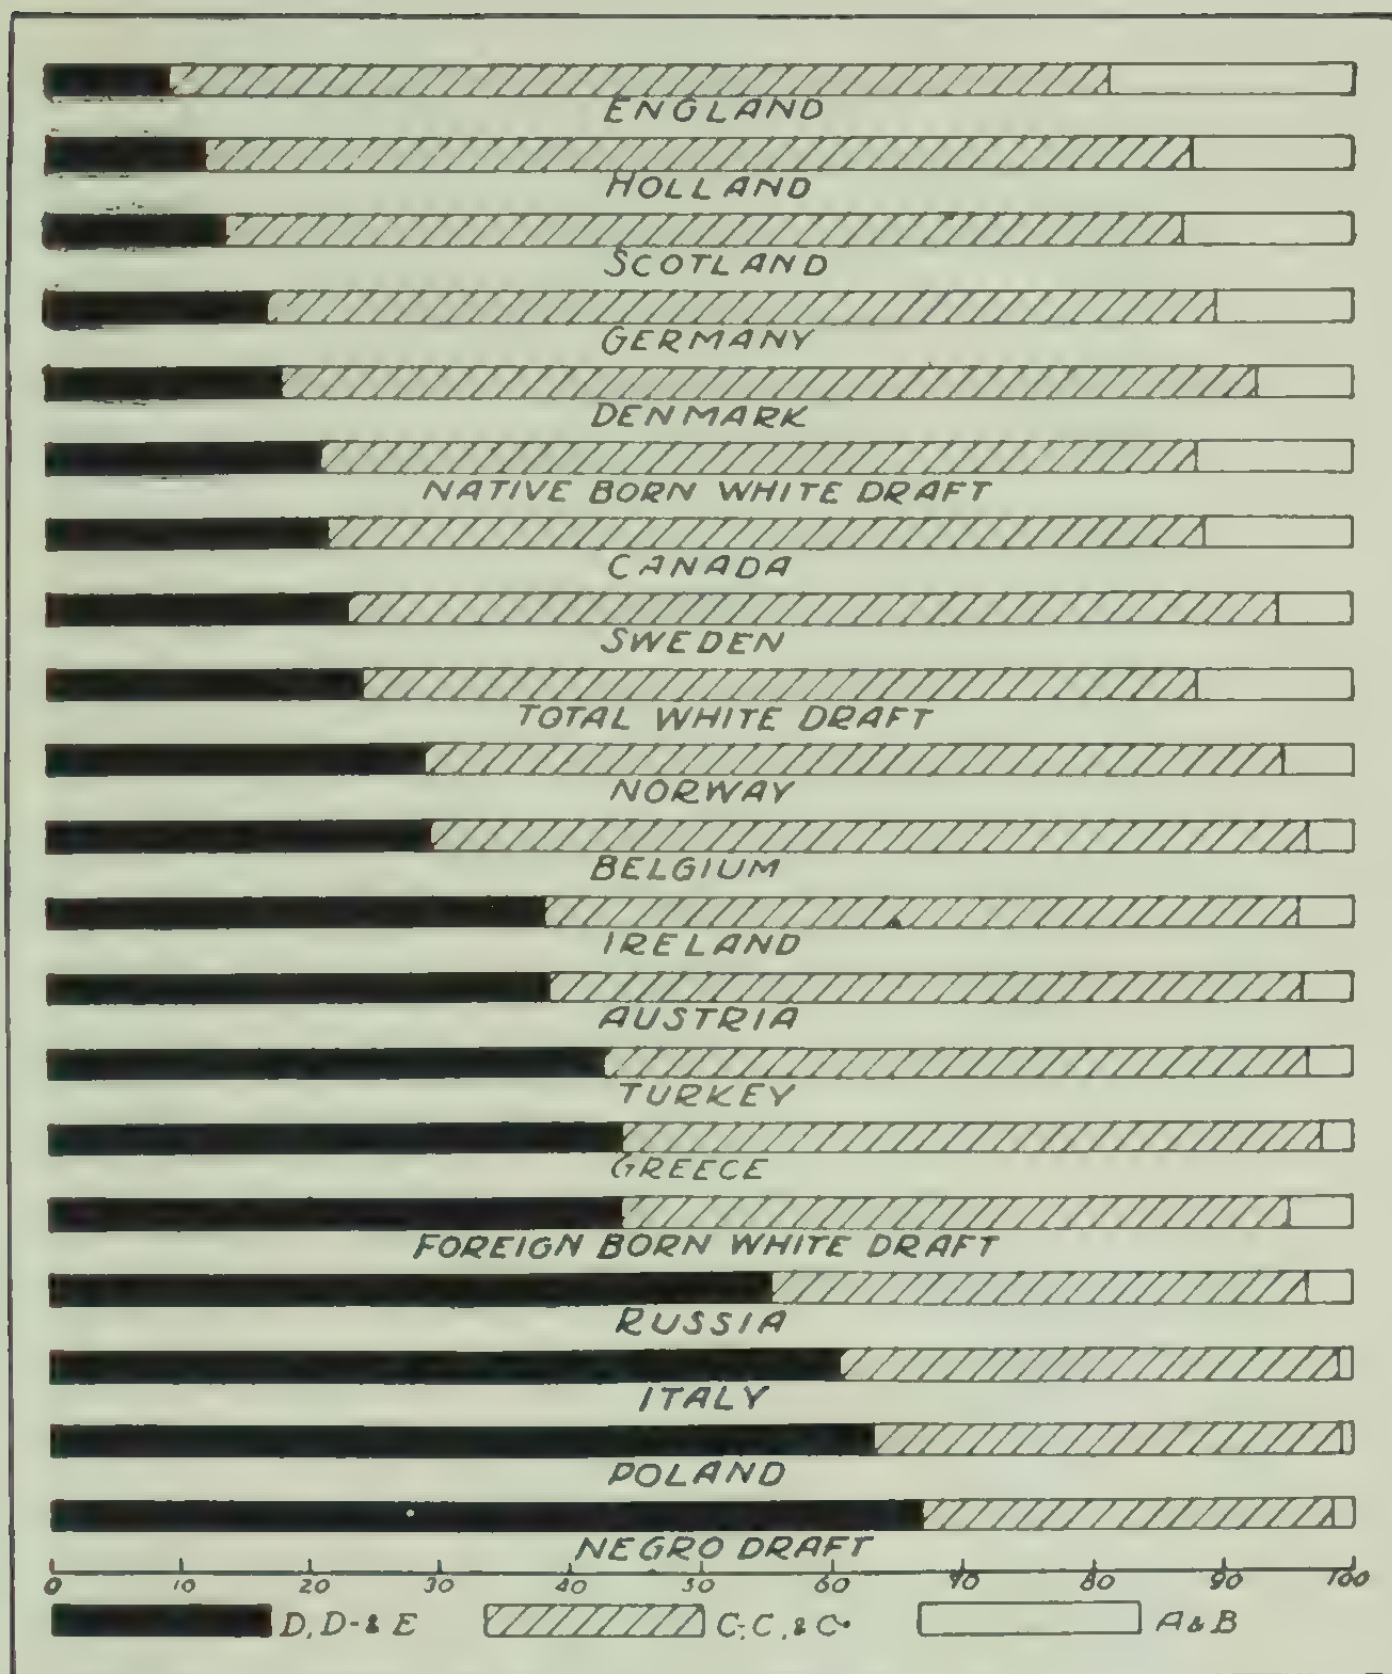 ENGLAND
HOLLAND
SCOTLAND
GERMANY
DENMARK
NATIVE BORN WHITE DRAFT
CANADA
SWEDEN
TOTAL WHITE DRAFT
NORWAY
BELGIUM
IRELAND
AUSTRIA
TURKEY
GREECE
FOREIGN BORN WHITE DRAFT
RUSSIA
ITALY
POLAND
NEGRO DRAFT
0 10 20 30 40 50 60 70 80 90 100
D, D- & E C-, C, & C+ A & B